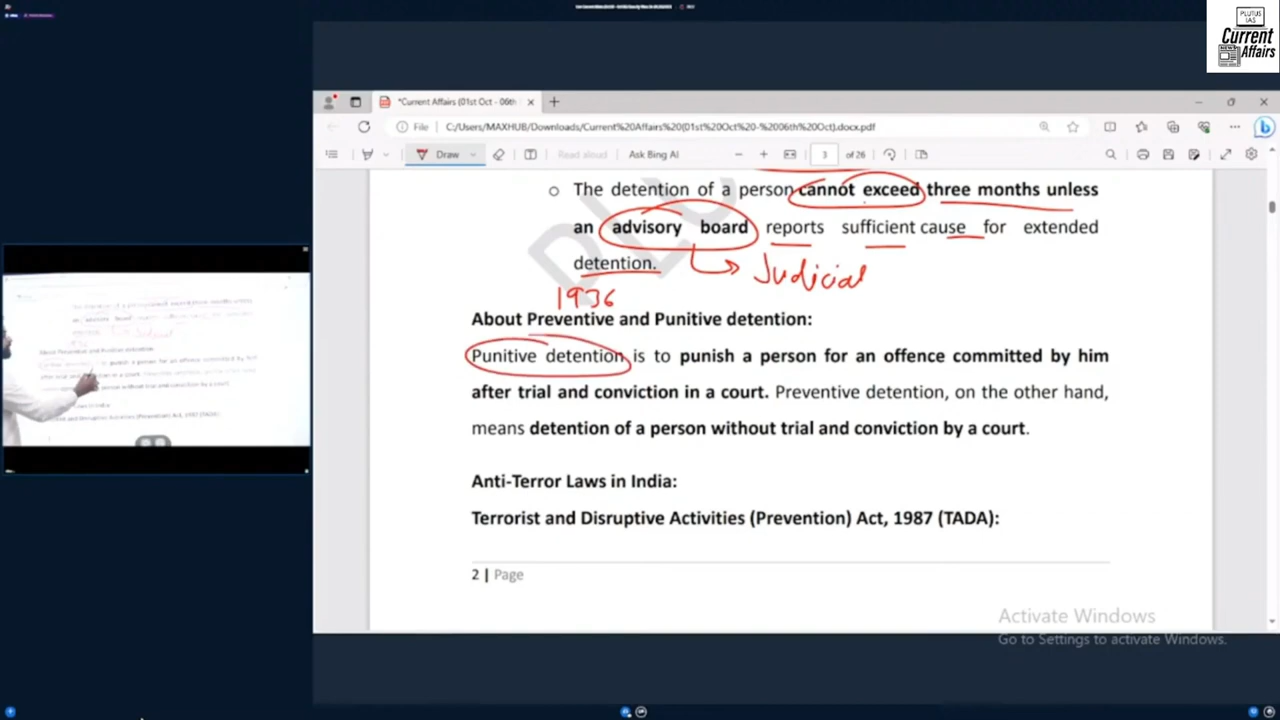 PLUTUS
IAS
Current
NEWS
Affairs
*Current Affairs (01st Oct - 06th
File C:/Users/MAXHUB/Downloads/Current%20Affairs%20(01st%20Oct%20-%2006th%20Oct).docx.pdf
Draw Read aloud Ask Bing AI 3 of 26
o The detention of a person cannot exceed three months unless
an advisory board reports sufficient cause for extended
detention.
Judicial
1936
About Preventive and Punitive detention:
Punitive detention is to punish a person for an offence committed by him
after trial and conviction in a court. Preventive detention, on the other hand,
means detention of a person without trial and conviction by a court.
Anti-Terror Laws in India:
Terrorist and Disruptive Activities (Prevention) Act, 1987 (TADA):
2 | Page
Activate Windows
Go to Settings to activate Windows.